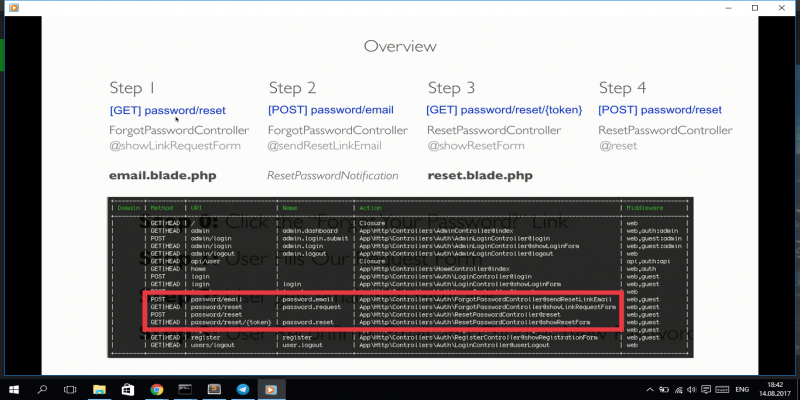 Overview
Step 1
Step 2
Step 3
Step 4
[GET] password/reset
[POST] password/email
[GET] password/reset/{token}
[POST] password/reset
ForgotPasswordController
ForgotPasswordController
ResetPasswordController
ResetPasswordController
@showLinkRequestForm
@sendResetLinkEmail
@showResetForm
@reset
email.blade.php
ResetPasswordNotification
reset.blade.php
| Domain | Method | URI | Name | Action | Middleware |
GET|HEAD | | | Closure | web
GET|HEAD | admin | admin.dashboard | App\Http\Controllers\AdminController@index | web,auth:admin
POST | admin/login | admin.login.submit | App\Http\Controllers\Auth\AdminLoginController@login | web,guest:admin
GET|HEAD | admin/login | admin.login | App\Http\Controllers\Auth\AdminLoginController@showLoginForm | web,guest:admin
GET|HEAD | admin/logout | admin.logout | App\Http\Controllers\Auth\AdminLoginController@logout | web
GET|HEAD | api/user | | Closure | api,auth:api
GET|HEAD | home | | App\Http\Controllers\HomeController@index | web,auth
POST | login | | App\Http\Controllers\Auth\LoginController@login | web,guest
GET|HEAD | login | login | App\Http\Controllers\Auth\LoginController@showLoginForm | web,guest
POST | password/email | password.email | App\Http\Controllers\Auth\ForgotPasswordController@sendResetLinkEmail | web,guest
GET|HEAD | password/reset | password.request | App\Http\Controllers\Auth\ForgotPasswordController@showLinkRequestForm | web,guest
POST | password/reset | | App\Http\Controllers\Auth\ResetPasswordController@reset | web,guest
GET|HEAD | password/reset/{token} | password.reset | App\Http\Controllers\Auth\ResetPasswordController@showResetForm | web,guest
GET|HEAD | register | register | App\Http\Controllers\Auth\RegisterController@showRegistrationForm | web,guest
GET|HEAD | users/logout | user.logout | App\Http\Controllers\Auth\LoginController@userLogout | web
ENG
18:42
14.08.2017